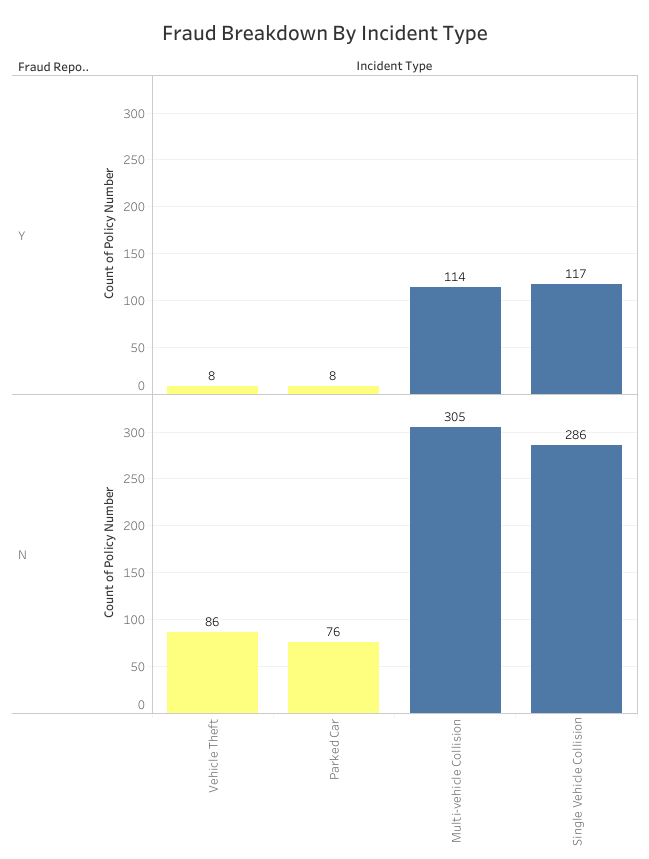 Fraud Breakdown By Incident Type
Fraud Repo..
Incident Type
Y
Count of Policy Number
300
250
200
150
100
50
0
8
8
114
117
N
Count of Policy Number
300
250
200
150
100
50
0
86
76
305
286
Vehicle Theft
Parked Car
Multi-vehicle Collision
Single Vehicle Collision